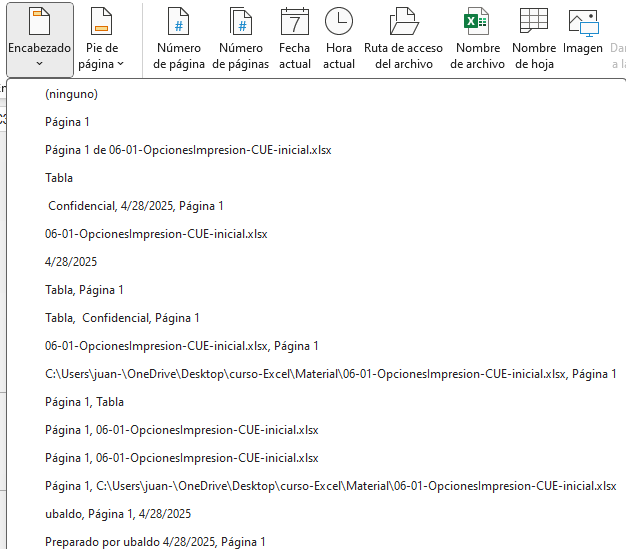 Encabezado
Pie de
página
Número
de página
Número
de páginas
Fecha
actual
Hora
actual
Ruta de acceso
del archivo
Nombre
de archivo
Nombre
de hoja
Imagen
(ninguno)
Página 1
Página 1 de 06-01-OpcionesImpresion-CUE-inicial.xlsx
Tabla
Confidencial, 4/28/2025, Página 1
06-01-OpcionesImpresion-CUE-inicial.xlsx
4/28/2025
Tabla, Página 1
Tabla, Confidencial, Página 1
06-01-OpcionesImpresion-CUE-inicial.xlsx, Página 1
C:\Users\juan-\OneDrive\Desktop\curso-Excel\Material\06-01-OpcionesImpresion-CUE-inicial.xlsx, Página 1
Página 1, Tabla
Página 1, 06-01-OpcionesImpresion-CUE-inicial.xlsx
Página 1, 06-01-OpcionesImpresion-CUE-inicial.xlsx
Página 1, C:\Users\juan-\OneDrive\Desktop\curso-Excel\Material\06-01-OpcionesImpresion-CUE-inicial.xlsx
ubaldo, Página 1, 4/28/2025
Preparado por ubaldo 4/28/2025, Página 1